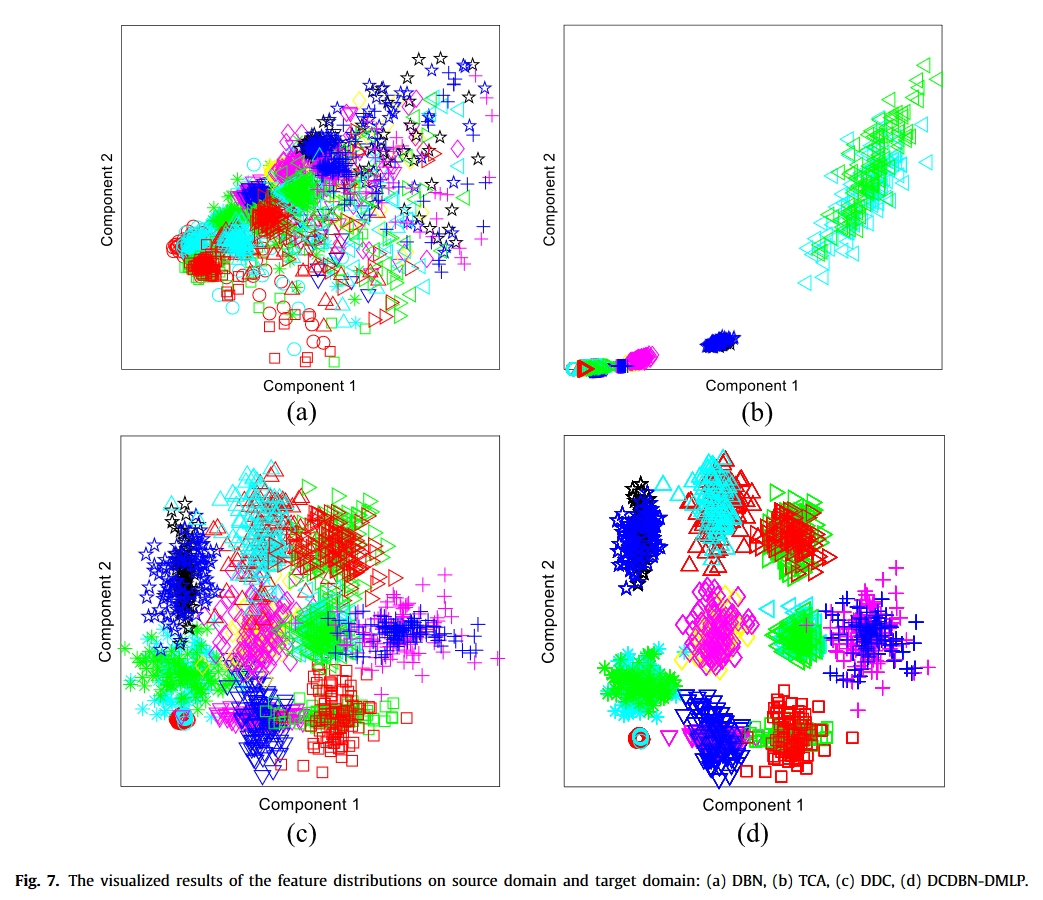 Component 2
Component 1
(a)
Component 2
Component 1
(b)
Component 2
Component 1
(c)
Component 2
Component 1
(d)
Fig. 7. The visualized results of the feature distributions on source domain and target domain: (a) DBN, (b) TCA, (c) DDC, (d) DCDBN-DMLP.